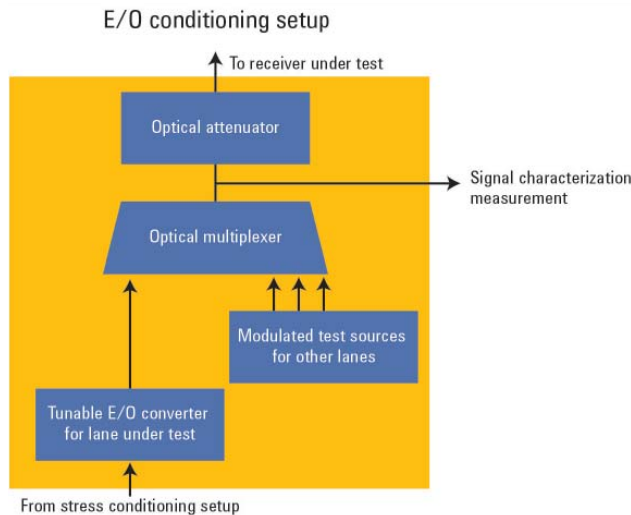 E/O conditioning setup
To receiver under test
Optical attenuator
Signal characterization
measurement
Optical multiplexer
Modulated test sources
for other lanes
Tunable E/O converter
for lane under test
From stress conditioning setup